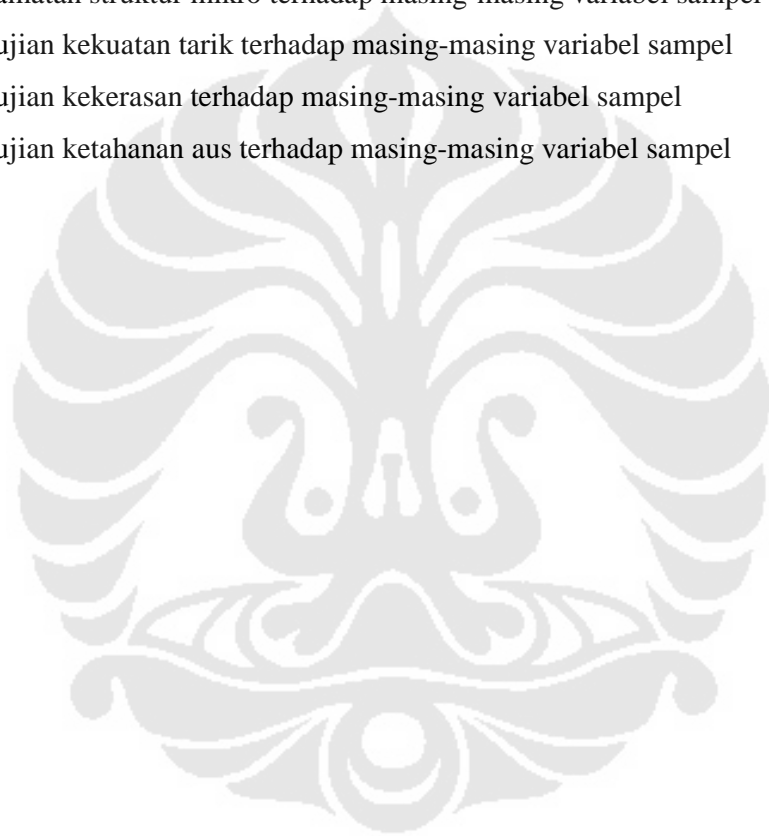 struktur mikro terhadap masing-masing variabel sampel
ujian kekuatan tarik terhadap masing-masing variabel sampel
ujian kekerasan terhadap masing-masing variabel sampel
ujian ketahanan aus terhadap masing-masing variabel sampel